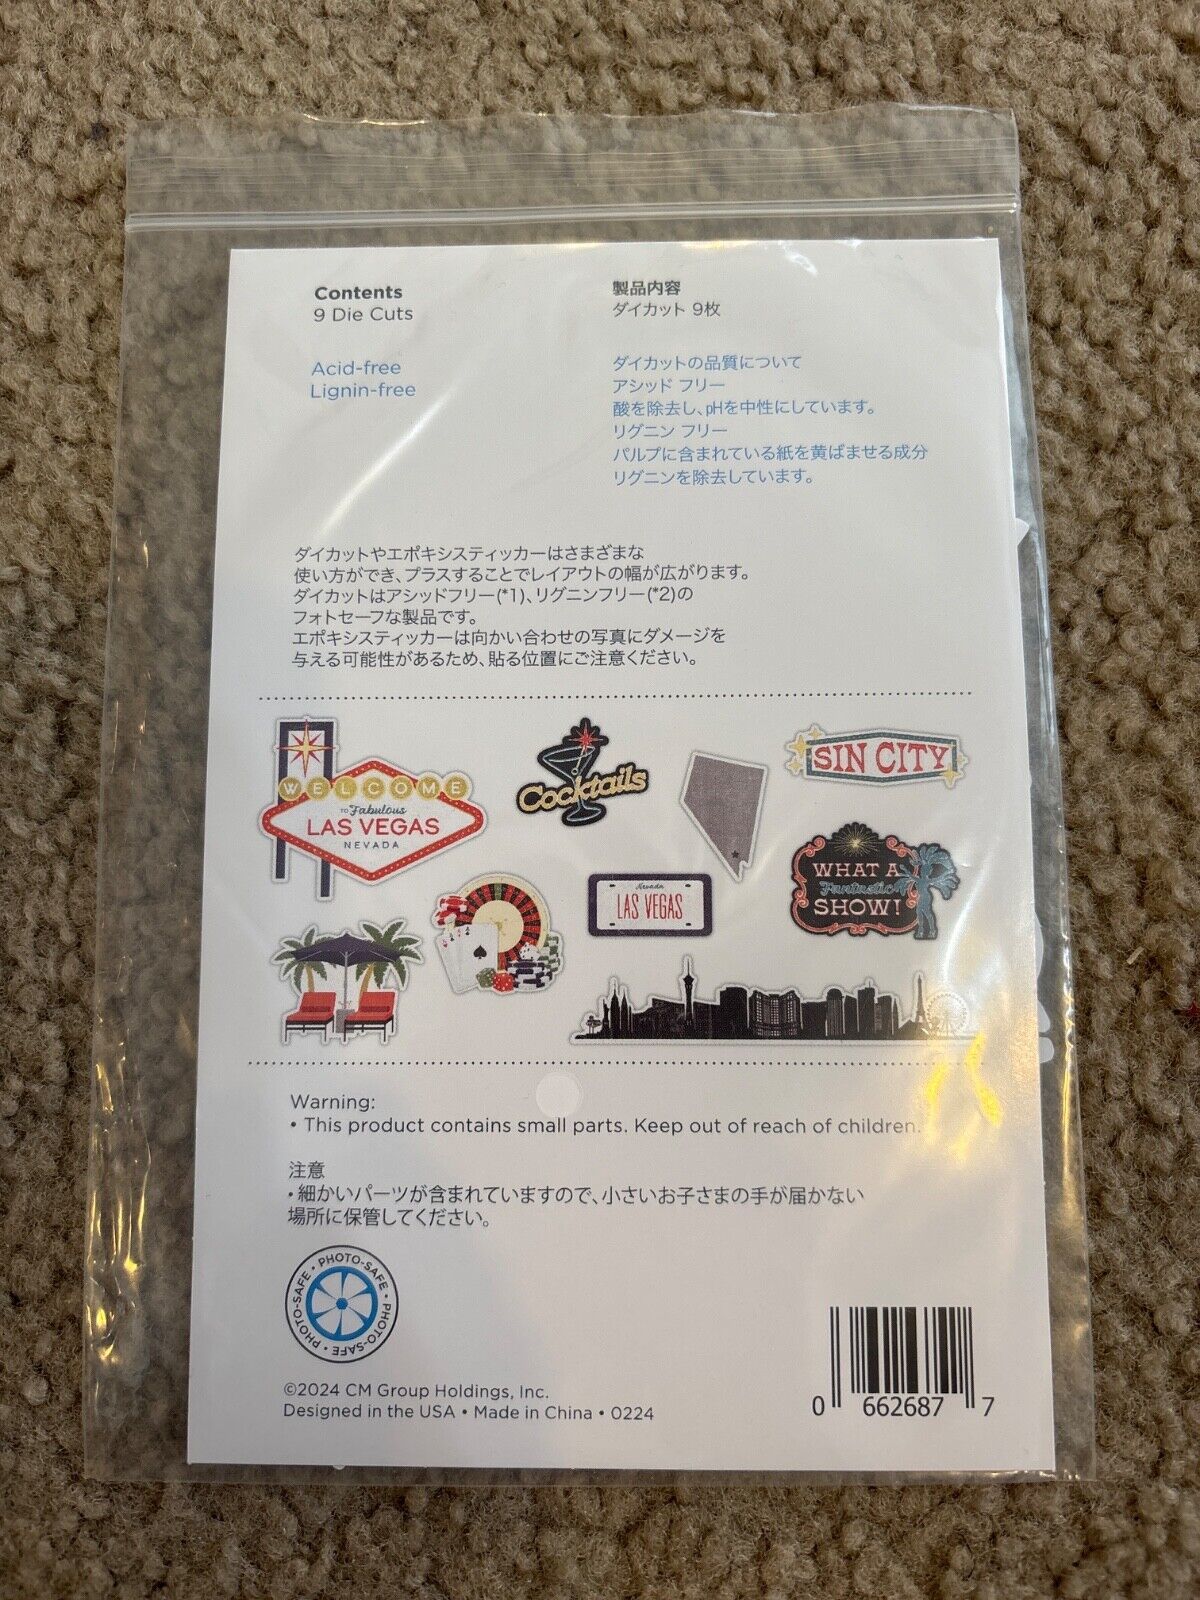 Contents
9 Die Cuts
Acid-free
Lignin-free
製品内容
ダイカット 9枚
ダイカットの品質について
アシッド フリー
酸を除去し、pHを中性にしています。
リグニン フリー
パルプに含まれている紙を黄ばませる成分
リグニンを除去しています。
ダイカットやエポキシスティッカーはさまざまな
使い方ができ、プラスすることでレイアウトの幅が広がります。
ダイカットはアシッドフリー(*1)、リグニンフリー(*2)の
フォトセーフな製品です。
エポキシスティッカーは向かい合わせの写真にダメージを
与える可能性があるため、貼る位置にご注意ください。
WELCOME
TO Fabulous
LAS VEGAS
NEVADA
Cocktails
SIN CITY
Nevada
LAS VEGAS
WHAT A
Fantastic
SHOW!
Warning:
• This product contains small parts. Keep out of reach of children.
注意
・細かいパーツが含まれていますので、小さいお子さまの手が届かない
場所に保管してください。
PHOTO-SAFE • PHOTO-SAFE • PHOTO-SAFE •
©2024 CM Group Holdings, Inc.
Designed in the USA • Made in China • 0224
0 662687 7